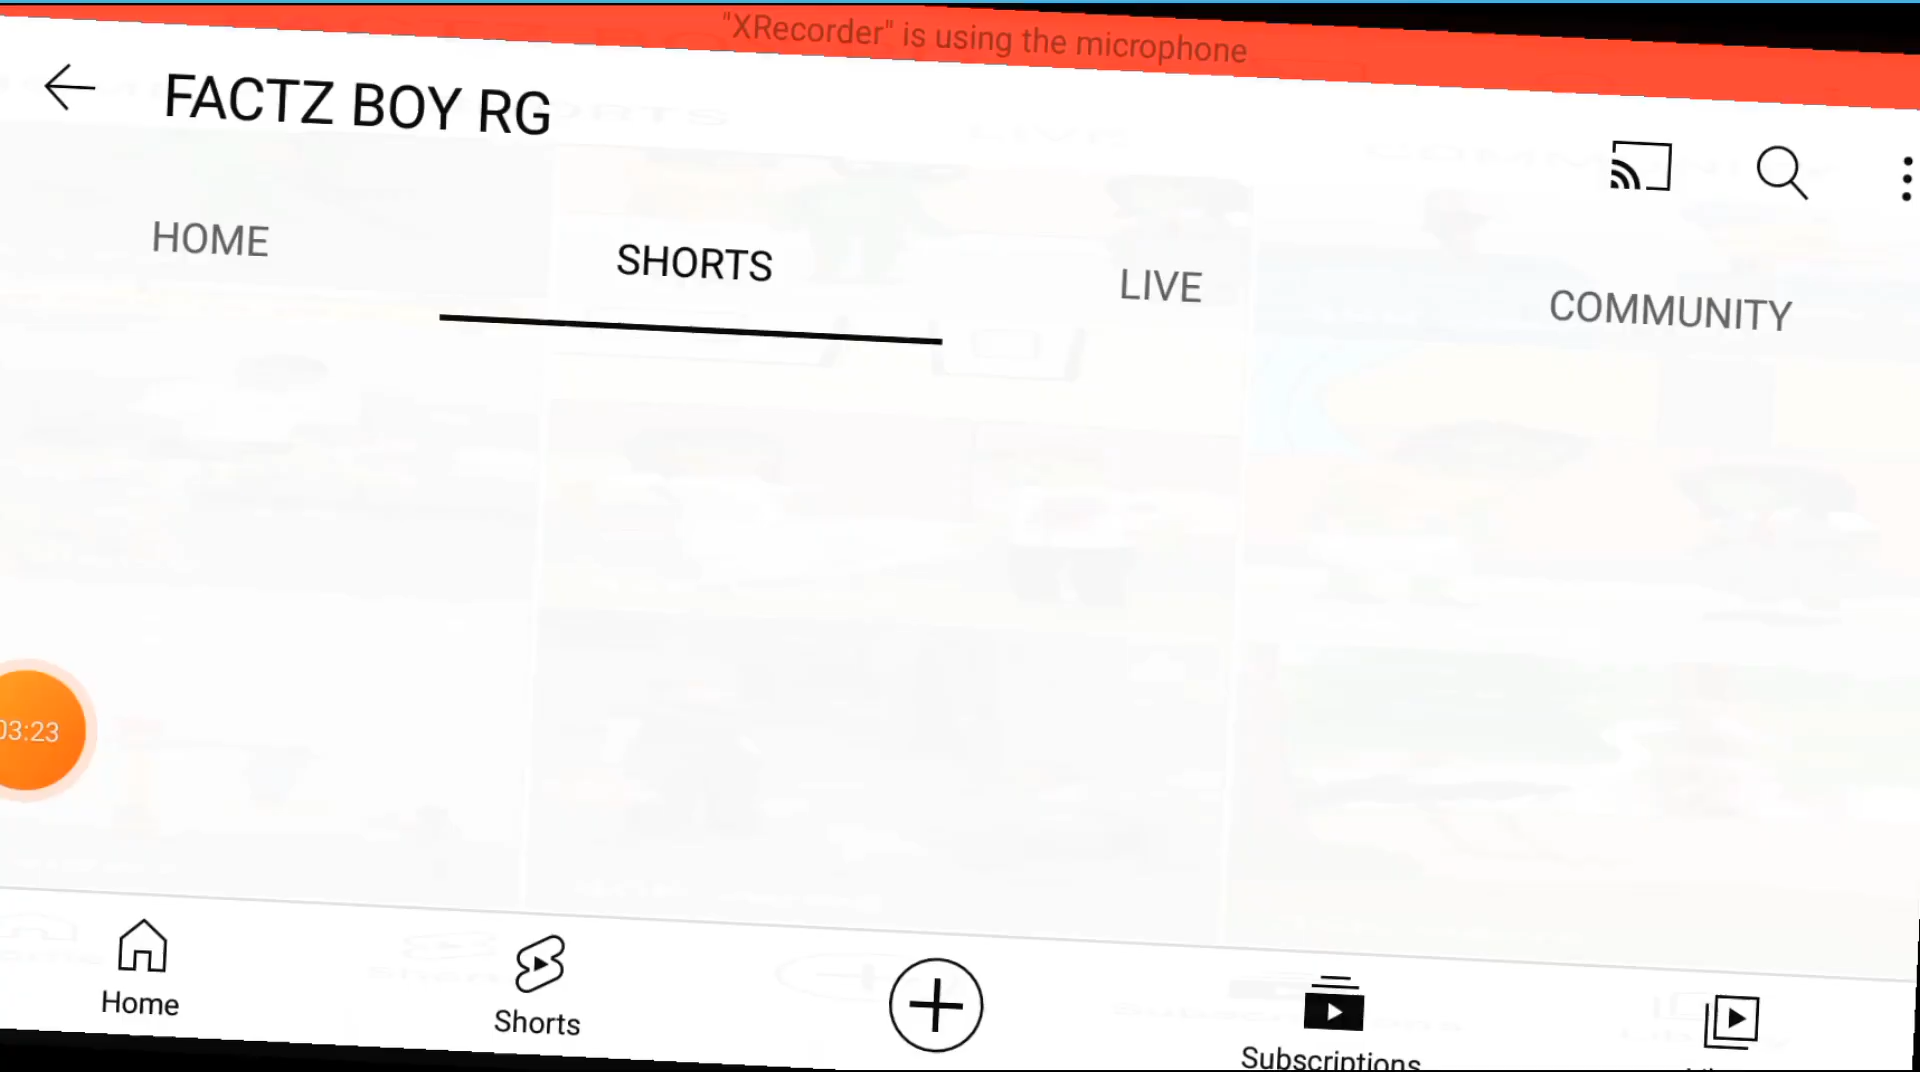 "XRecorder" is using the microphone
FACTZ BOY RG
HOME
SHORTS
LIVE
COMMUNITY
03:23
Home
Shorts
Subscriptions